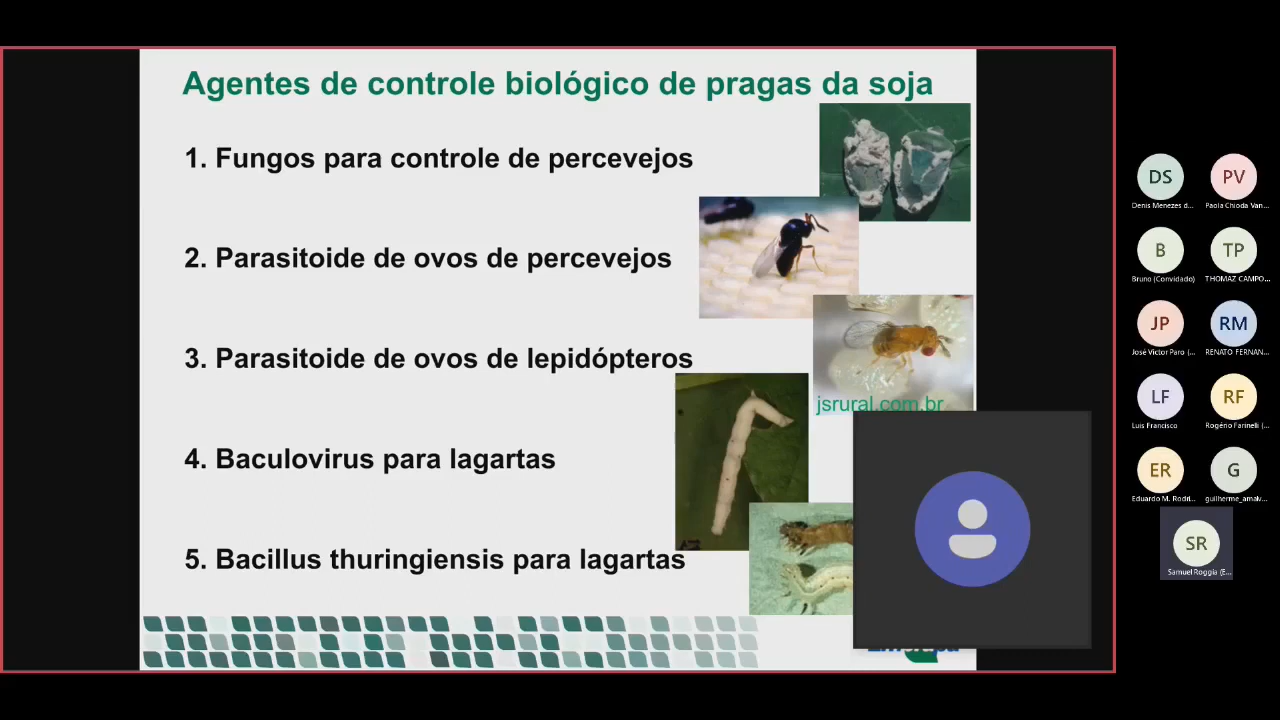 Agentes de controle biológico de pragas da soja
1. Fungos para controle de percevejos
2. Parasitoide de ovos de percevejos
3. Parasitoide de ovos de lepidópteros
jsrural.com.br
4. Baculovirus para lagartas
5. Bacillus thuringiensis para lagartas
DS
PV
Denis Menezes d...
Paola Chioda Van...
B
TP
Bruno (Convidado)
THOMAZ CAMPO...
JP
RM
José Victor Paro (...
RENATO FERNAN...
LF
RF
Luis Francisco
Rogério Farinelli (...
ER
G
Eduardo M. Rodri...
guilherme_amalv...
SR
Samuel Roggia (E...